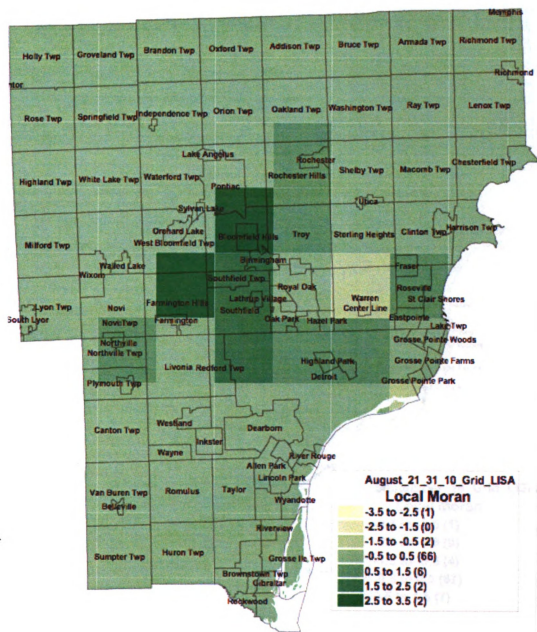 Memphis
Holly Twp Groveland Twp Brandon Twp Oxford Twp Addison Twp Bruce Twp Armada Twp Richmond Twp
Richmond
Rose Twp Springfield Twp Independence Twp Orion Twp Oakland Twp Washington Twp Ray Twp Lenox Twp
Lake Angelus Rochester Chesterfield Twp
Highland Twp White Lake Twp Waterford Twp Pontiac Rochester Hills Shelby Twp Macomb Twp
Sylvan Lake Utica
Orchard Lake Bloomfield Hills Troy Sterling Heights Clinton Twp Harrison Twp
Milford Twp West Bloomfield Twp
Walled Lake Birmingham Fraser
Wixom Southfield Twp Royal Oak Warren Roseville
Lyon Twp Novi Farmington Hills Lathrup Village Center Line St Clair Shores
South Lyon Novi Twp Farmington Southfield Oak Park Hazel Park Eastpointe
Lake Twp
Northville Grosse Pointe Woods
Northville Twp Livonia Redford Twp Highland Park Grosse Pointe Farms
Plymouth Twp Detroit Grosse Pointe Park
Canton Twp Westland Dearborn
Wayne Inkster River Rouge
Allen Park
Lincoln Park
Van Buren Twp Romulus Taylor Wyandotte
Belleville
Riverview
Sumpter Twp Huron Twp Grosse Ile Twp
Brownstown Twp
Gibraltar
Rockwood
August_21_31_10_Grid_LISA
Local Moran
-3.5 to -2.5 (1)
-2.5 to -1.5 (0)
-1.5 to -0.5 (2)
-0.5 to 0.5 (66)
0.5 to 1.5 (6)
1.5 to 2.5 (2)
2.5 to 3.5 (2)